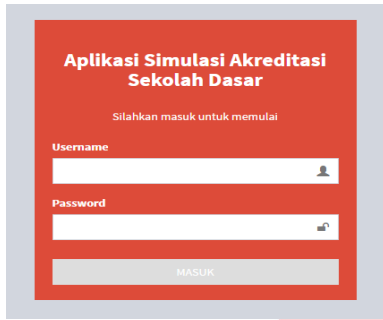 Aplikasi Simulasi Akreditasi
Sekolah Dasar
Silahkan masuk untuk memulai
Username
Password
MASUK